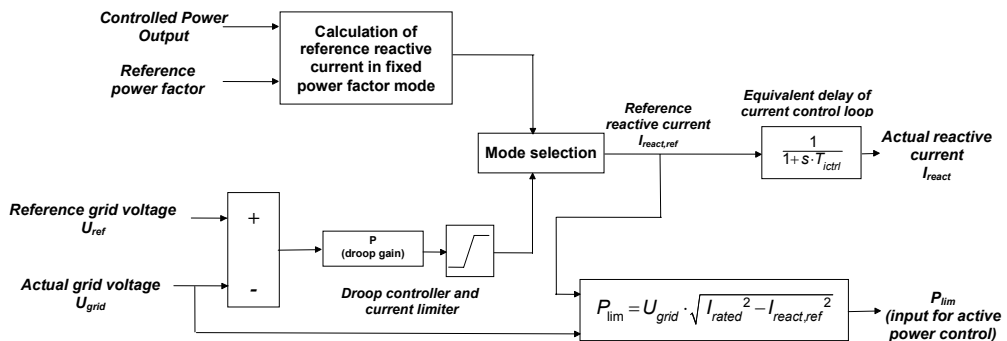 Controlled Power
Output
Reference
power factor
Calculation of
reference reactive
current in fixed
power factor mode
Mode selection
Reference
reactive current
I_react,ref
Equivalent delay of
current control loop
1
1+s·T_ictrl
Actual reactive
current
I_react
Reference grid voltage
U_ref
Actual grid voltage
U_grid
+
-
P
(droop gain)
Droop controller and
current limiter
P_lim = U_grid · √(I_rated² − I_react,ref²)
P_lim
(input for active
power control)